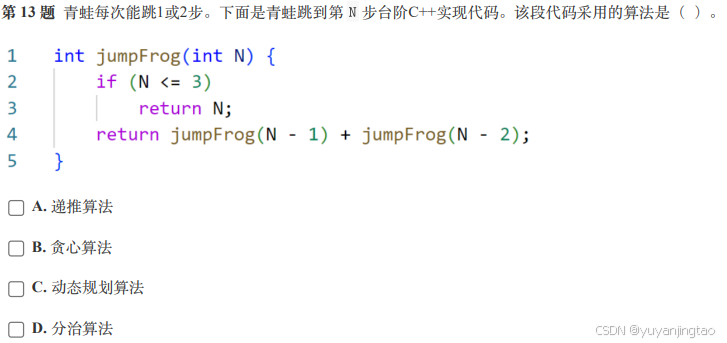 第 13 题 青蛙每次能跳1或2步。下面是青蛙跳到第 N 步台阶C++实现代码。该段代码采用的算法是（ ）。
1 int jumpFrog(int N) {
2 if (N <= 3)
3 return N;
4 return jumpFrog(N - 1) + jumpFrog(N - 2);
5 }
A. 递推算法
B. 贪心算法
C. 动态规划算法
D. 分治算法
CSDN @yuyanjingtao